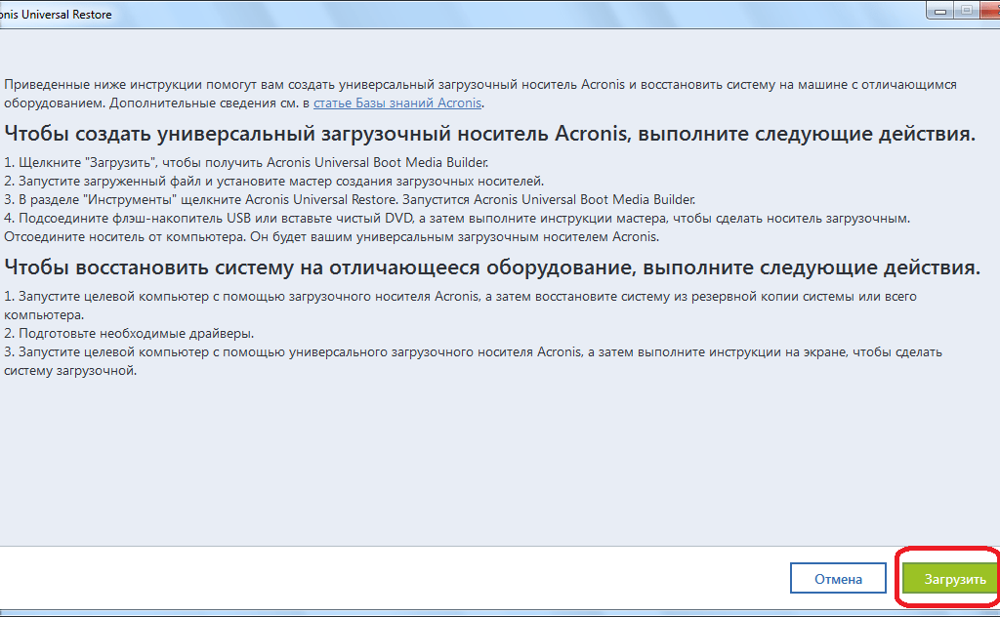 onis Universal Restore
Приведенные ниже инструкции помогут вам создать универсальный загрузочный носитель Acronis и восстановить систему на машине с отличающимся
оборудованием. Дополнительные сведения см. в статье Базы знаний Acronis.
Чтобы создать универсальный загрузочный носитель Acronis, выполните следующие действия.
1. Щелкните "Загрузить", чтобы получить Acronis Universal Boot Media Builder.
2. Запустите загруженный файл и установите мастер создания загрузочных носителей.
3. В разделе "Инструменты" щелкните Acronis Universal Restore. Запустится Acronis Universal Boot Media Builder.
4. Подсоедините флэш-накопитель USB или вставьте чистый DVD, а затем выполните инструкции мастера, чтобы сделать носитель загрузочным.
Отсоедините носитель от компьютера. Он будет вашим универсальным загрузочным носителем Acronis.
Чтобы восстановить систему на отличающееся оборудование, выполните следующие действия.
1. Запустите целевой компьютер с помощью загрузочного носителя Acronis, а затем восстановите систему из резервной копии системы или всего
компьютера.
2. Подготовьте необходимые драйверы.
3. Запустите целевой компьютер с помощью универсального загрузочного носителя Acronis, а затем выполните инструкции на экране, чтобы сделать
систему загрузочной.
Отмена
Загрузить